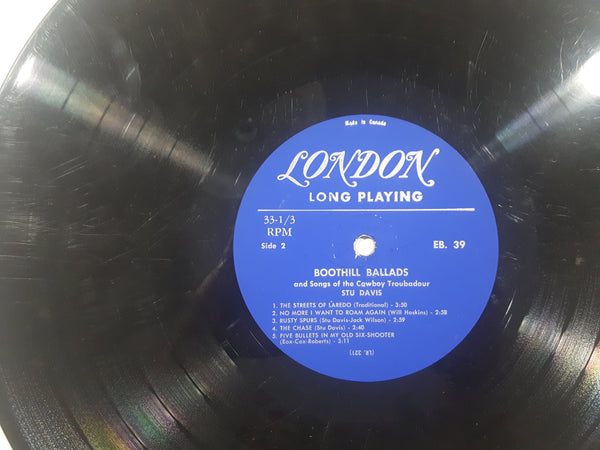 Made in Canada
LONDON
LONG PLAYING
33-1/3
RPM
Side 2
EB. 39
BOOTHILL BALLADS
and Songs of the Cowboy Troubadour
STU DAVIS
1. THE STREETS OF LAREDO (Traditional) - 3:50
2. NO MORE I WANT TO ROAM AGAIN (Will Hoskins) - 2:58
3. RUSTY SPURS (Stu Davis-Jack Wilson) - 2:59
4. THE CHASE (Stu Davis) - 2:40
5. FIVE BULLETS IN MY OLD SIX-SHOOTER
(Box-Cox-Roberts) - 3:11
(LR. 321)